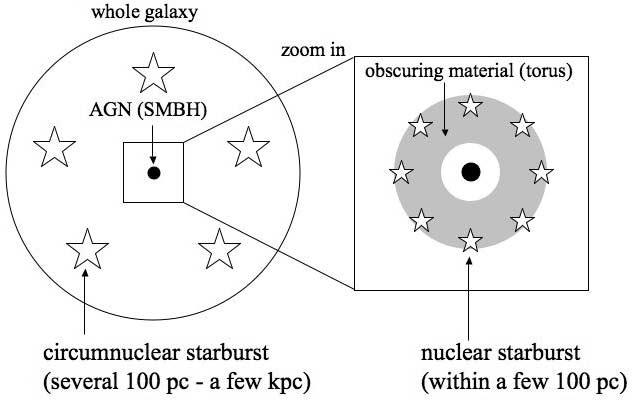 whole galaxy
zoom in
AGN (SMBH)
obscuring material (torus)
circumnuclear starburst
(several 100 pc - a few kpc)
nuclear starburst
(within a few 100 pc)